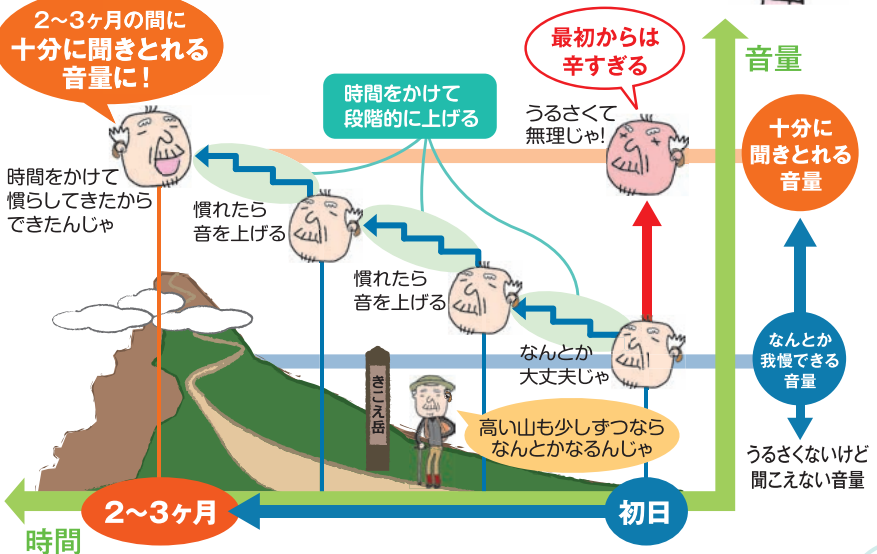 2〜3ヶ月の間に
十分に聞きとれる
音量に!
最初からは
辛すぎる
音量
時間をかけて
段階的に上げる
うるさくて
無理じゃ!
十分に
聞きとれる
音量
時間をかけて
慣らしてきたから
できたんじゃ
慣れたら
音を上げる
慣れたら
音を上げる
なんとか
大丈夫じゃ
なんとか
我慢できる
音量
きこえ岳
高い山も少しずつなら
なんとかなるんじゃ
うるさくないけど
聞こえない音量
2〜3ヶ月
初日
時間